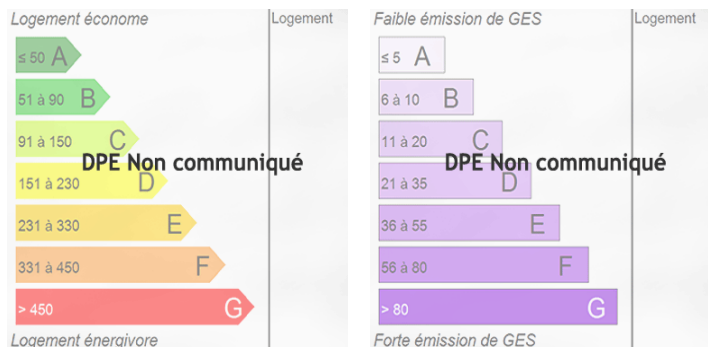 Logement économe
Logement
≤ 50 A
51 à 90 B
91 à 150 C
DPE Non communiqué
151 à 230 D
231 à 330 E
331 à 450 F
> 450 G
Logement énergivore
Faible émission de GES
Logement
≤ 5 A
6 à 10 B
11 à 20 C
DPE Non communiqué
21 à 35 D
36 à 55 E
56 à 80 F
> 80 G
Forte émission de GES